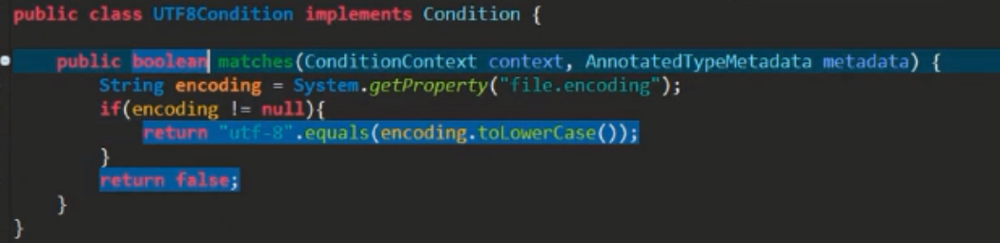 public class UTF8Condition implements Condition {
public boolean matches(ConditionContext context, AnnotatedTypeMetadata metadata) {
String encoding = System.getProperty("file.encoding");
if(encoding != null){
return "utf-8".equals(encoding.toLowerCase());
}
return false;
}
}